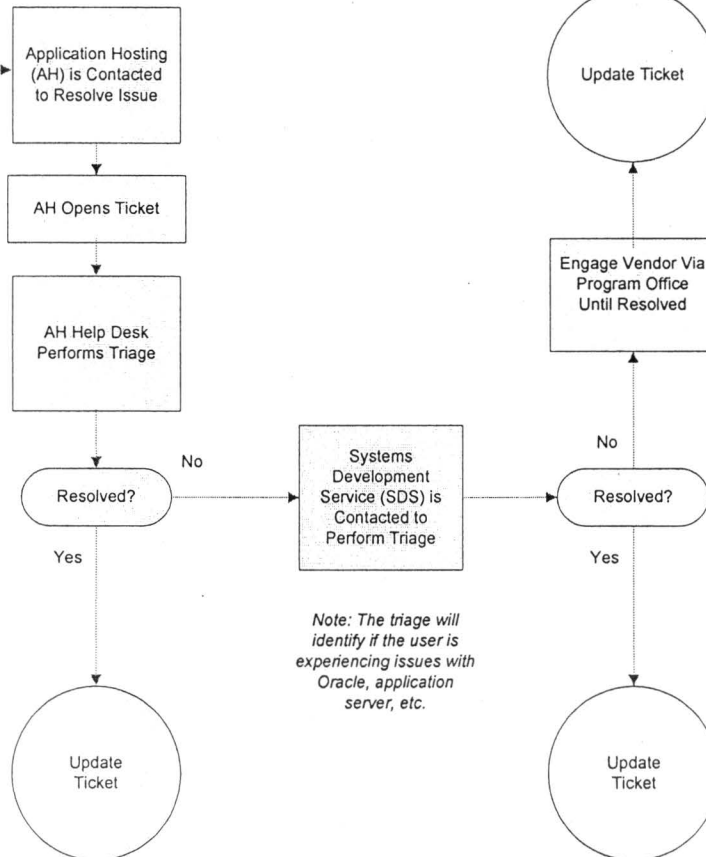 Application Hosting
(AH) is Contacted
to Resolve Issue
Update Ticket
AH Opens Ticket
Engage Vendor Via
Program Office
Until Resolved
AH Help Desk
Performs Triage
No
Resolved?
Yes
Systems
Development
Service (SDS) is
Contacted to
Perform Triage
No
Resolved?
Yes
Note: The triage will
identify if the user is
experiencing issues with
Oracle, application
server, etc.
Update
Ticket
Update
Ticket